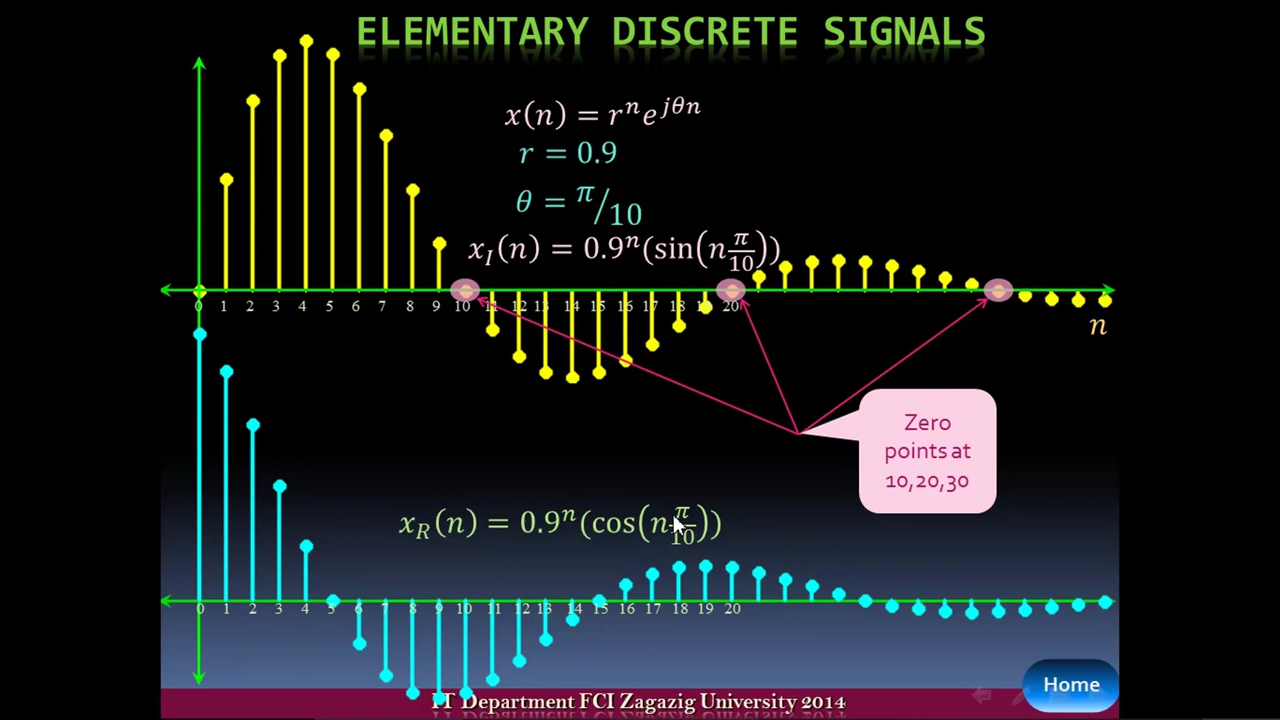 ELEMENTARY DISCRETE SIGNALS
x(n) = rⁿe^{jθn}
r = 0.9
θ = π/10
x_I(n) = 0.9ⁿ(sin(n π/10))
0 1 2 3 4 5 6 7 8 9 10 11 12 13 14 15 16 17 18 19 20
n
Zero
points at
10,20,30
x_R(n) = 0.9ⁿ(cos(n π/10))
0 1 2 3 4 5 6 7 8 9 10 11 12 13 14 15 16 17 18 19 20
Home
IT Department FCI Zagazig University 2014